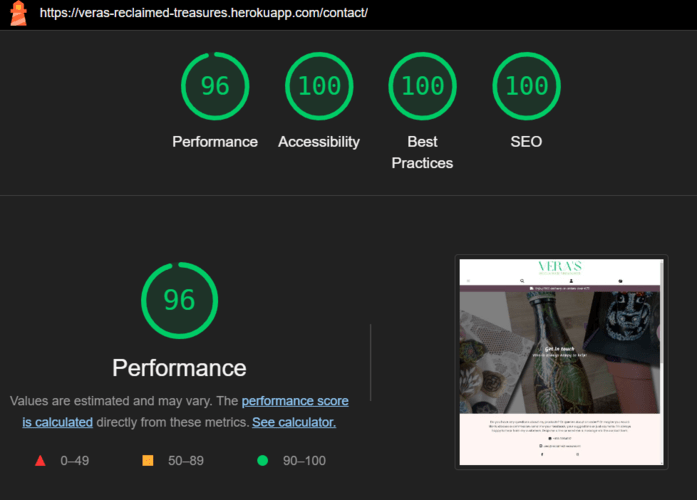 https://veras-reclaimed-treasures.herokuapp.com/contact/
96
100
100
100
Performance
Accessibility
Best
Practices
SEO
96
Performance
Values are estimated and may vary. The performance score
is calculated directly from these metrics. See calculator.
0–49
50–89
90–100
VERA'S
Get in touch